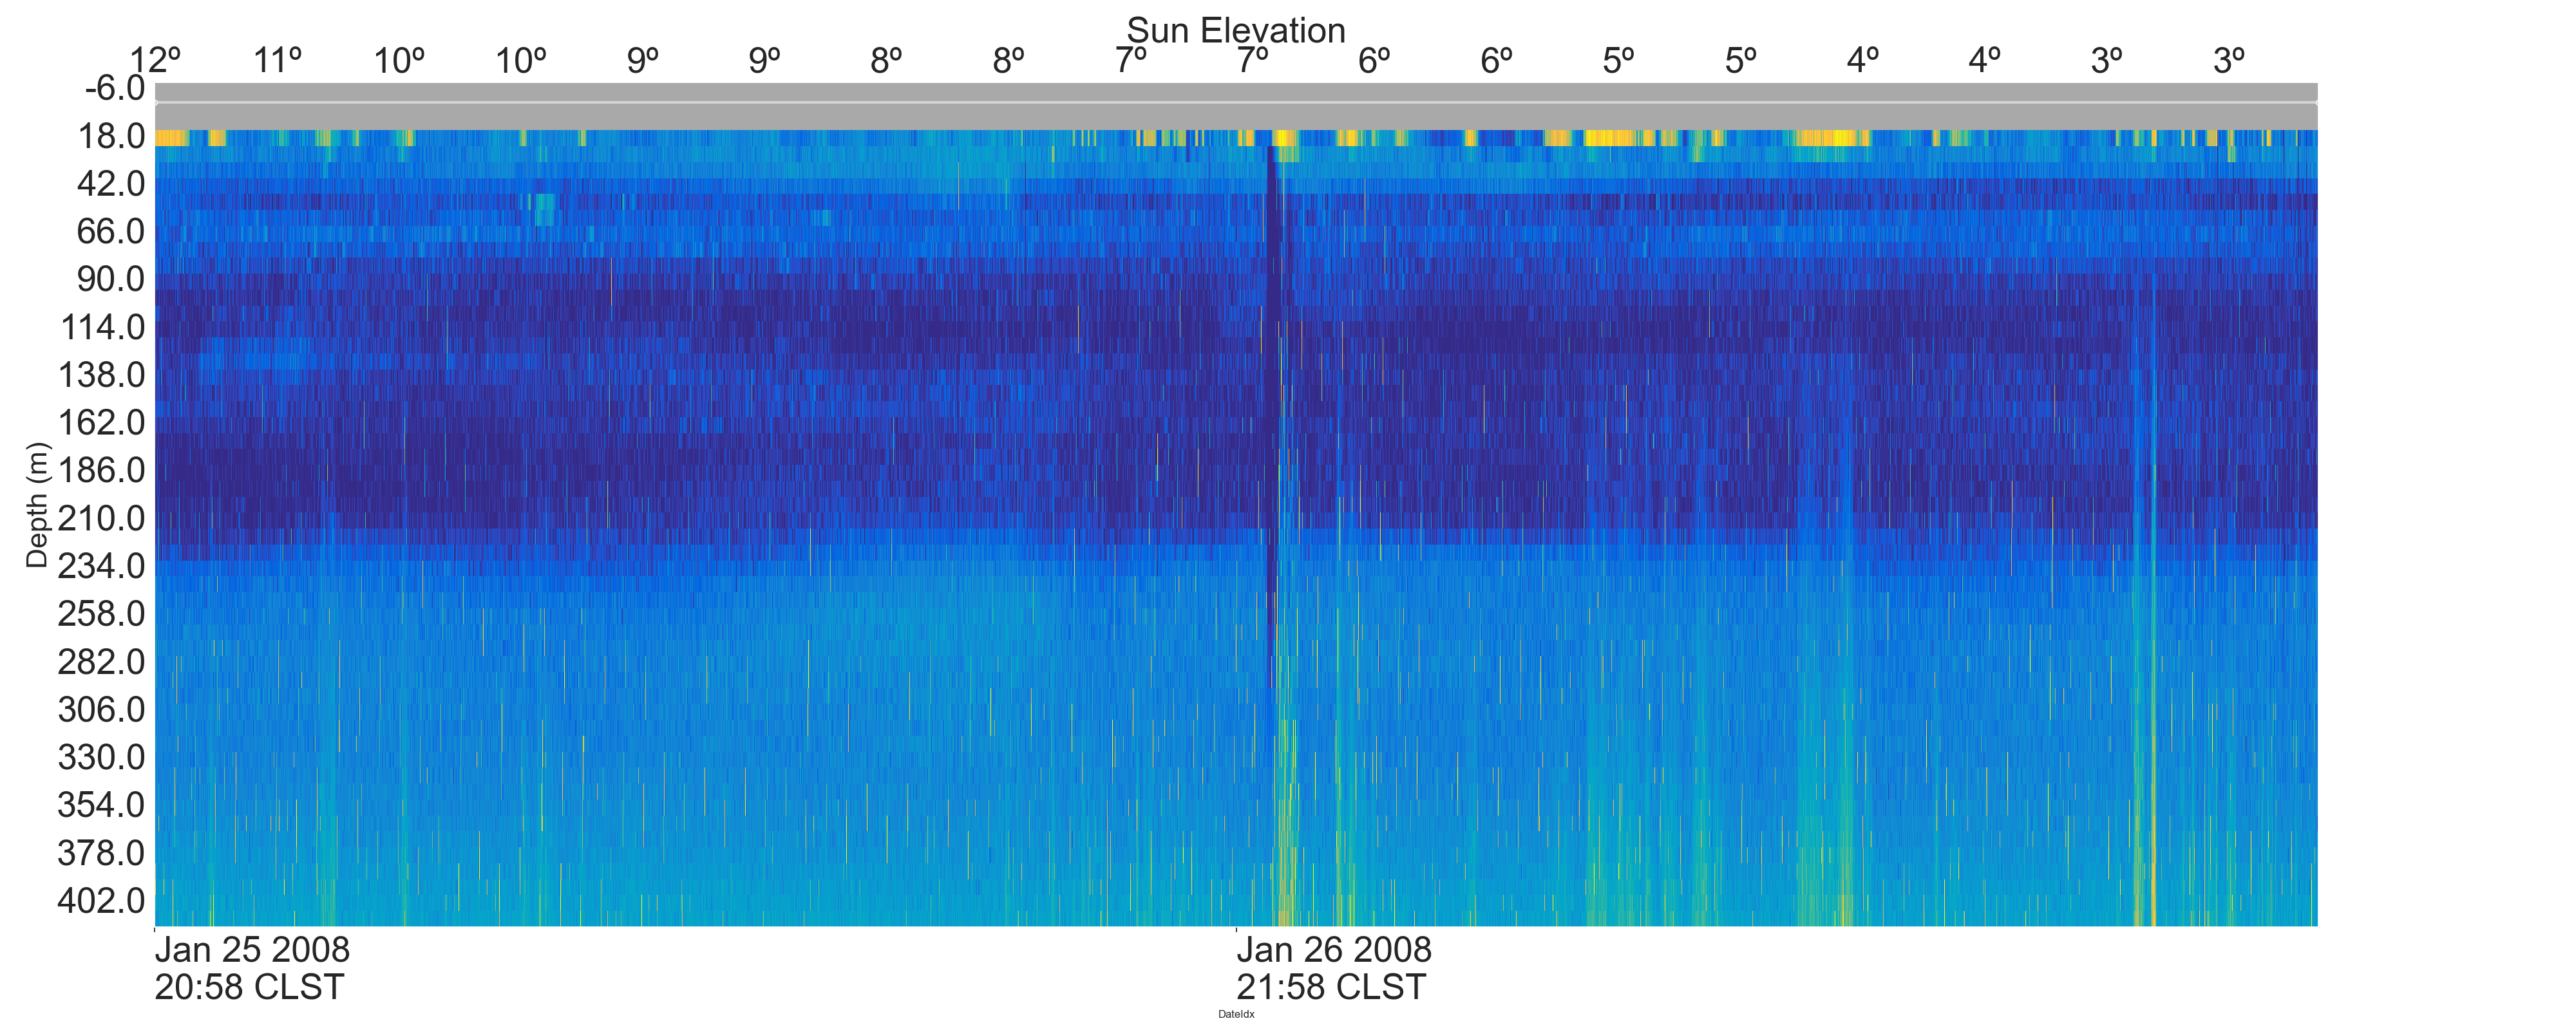 Sun Elevation
12º 11º 10º 10º 9º 9º 8º 8º 7º 7º 6º 6º 5º 5º 4º 4º 3º 3º
-6.0
18.0
42.0
66.0
90.0
114.0
138.0
162.0
186.0
210.0
234.0
258.0
282.0
306.0
330.0
354.0
378.0
402.0
Depth (m)
Jan 25 2008
20:58 CLST
Jan 26 2008
21:58 CLST
DateIdx